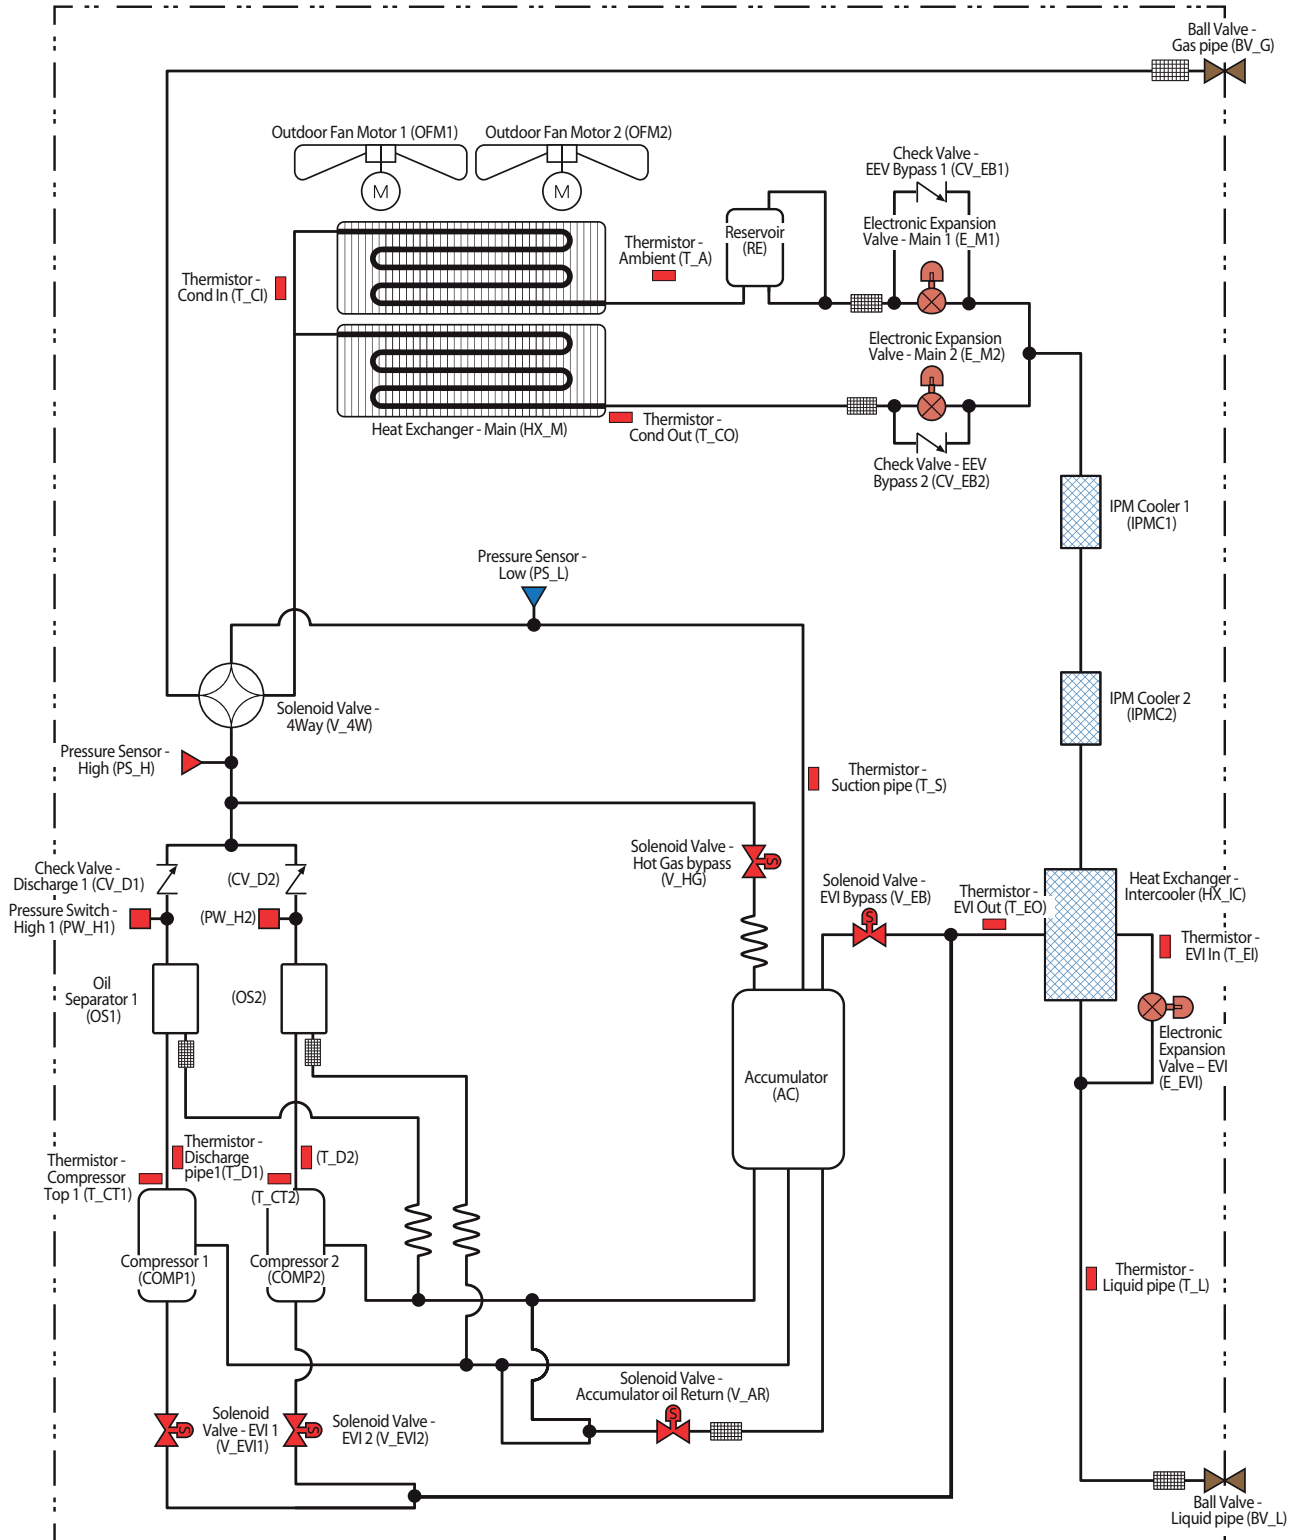 Ball Valve -
Gas pipe (BV_G)
Outdoor Fan Motor 1 (OFM1)
Outdoor Fan Motor 2 (OFM2)
M
M
Check Valve -
EEV Bypass 1 (CV_EB1)
Reservoir
(RE)
Electronic Expansion
Valve - Main 1 (E_M1)
Thermistor -
Ambient (T_A)
Thermistor -
Cond In (T_CI)
Electronic Expansion
Valve - Main 2 (E_M2)
Thermistor -
Cond Out (T_CO)
Heat Exchanger - Main (HX_M)
Check Valve - EEV
Bypass 2 (CV_EB2)
IPM Cooler 1
(IPMC1)
Pressure Sensor -
Low (PS_L)
IPM Cooler 2
(IPMC2)
Solenoid Valve -
4Way (V_4W)
Pressure Sensor -
High (PS_H)
Thermistor -
Suction pipe (T_S)
Solenoid Valve -
Hot Gas bypass
(V_HG)
S
Check Valve -
Discharge 1 (CV_D1)
(CV_D2)
Solenoid Valve -
EVI Bypass (V_EB)
S
Thermistor -
EVI Out (T_EO)
Heat Exchanger -
Intercooler (HX_IC)
Pressure Switch -
High 1 (PW_H1)
(PW_H2)
Thermistor -
EVI In (T_EI)
Oil
Separator 1
(OS1)
(OS2)
Electronic
Expansion
Valve – EVI
(E_EVI)
Accumulator
(AC)
Thermistor -
Discharge
pipe1(T_D1)
(T_D2)
Thermistor -
Compressor
Top 1 (T_CT1)
(T_CT2)
Compressor 1
(COMP1)
Compressor 2
(COMP2)
Thermistor -
Liquid pipe (T_L)
Solenoid Valve -
Accumulator oil Return (V_AR)
S
Solenoid
Valve - EVI 1
(V_EVI1)
S
Solenoid Valve -
EVI 2 (V_EVI2)
S
Ball Valve -
Liquid pipe (BV_L)